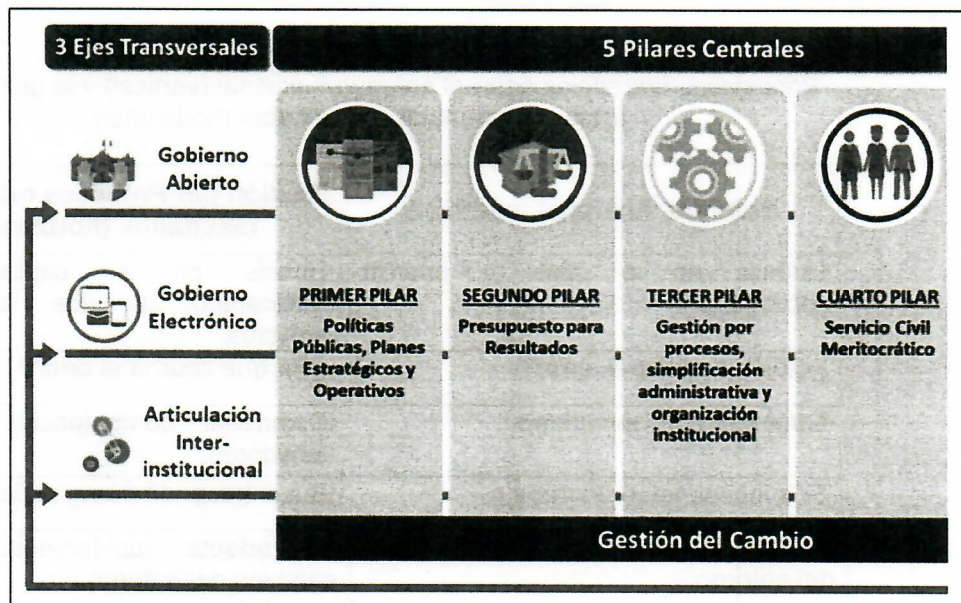 3 Ejes Transversales
5 Pilares Centrales
Gobierno
Abierto
Gobierno
Electrónico
Articulación
Inter-
institucional
PRIMER PILAR
Políticas
Públicas, Planes
Estratégicos y
Operativos
SEGUNDO PILAR
Presupuesto para
Resultados
TERCER PILAR
Gestión por
procesos,
simplificación
administrativa y
organización
institucional
CUARTO PILAR
Servicio Civil
Meritocrático
Gestión del Cambio